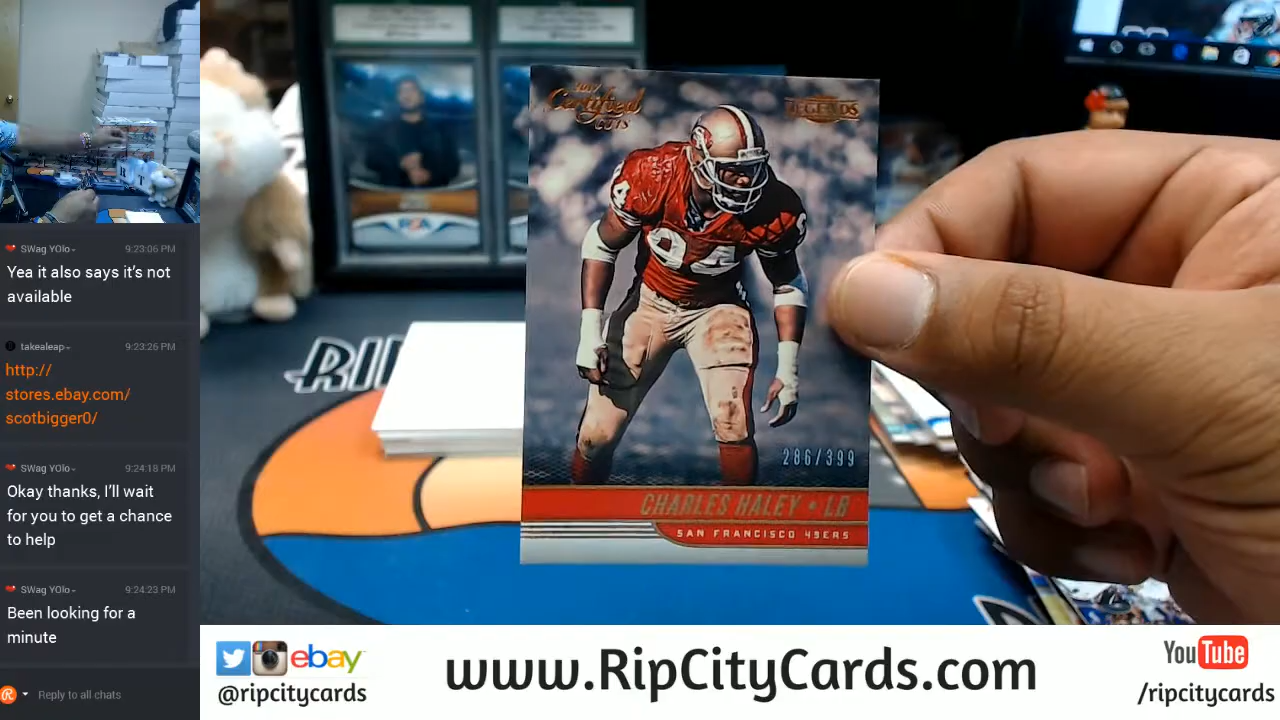 SWag YOlo 9:23:06 PM
Yea it also says it's not
available
takealeap 9:23:26 PM
http://
stores.ebay.com/
scotbigger0/
SWag YOlo 9:24:18 PM
Okay thanks, I'll wait
for you to get a chance
to help
SWag YOlo 9:24:23 PM
Been looking for a
minute
Reply to all chats
2017
Certified
CUTS
LEGENDS
94
286/399
CHARLES HALEY • LB
SAN FRANCISCO 49ERS
RIP
ebay
@ripcitycards
www.RipCityCards.com
YouTube
/ripcitycards